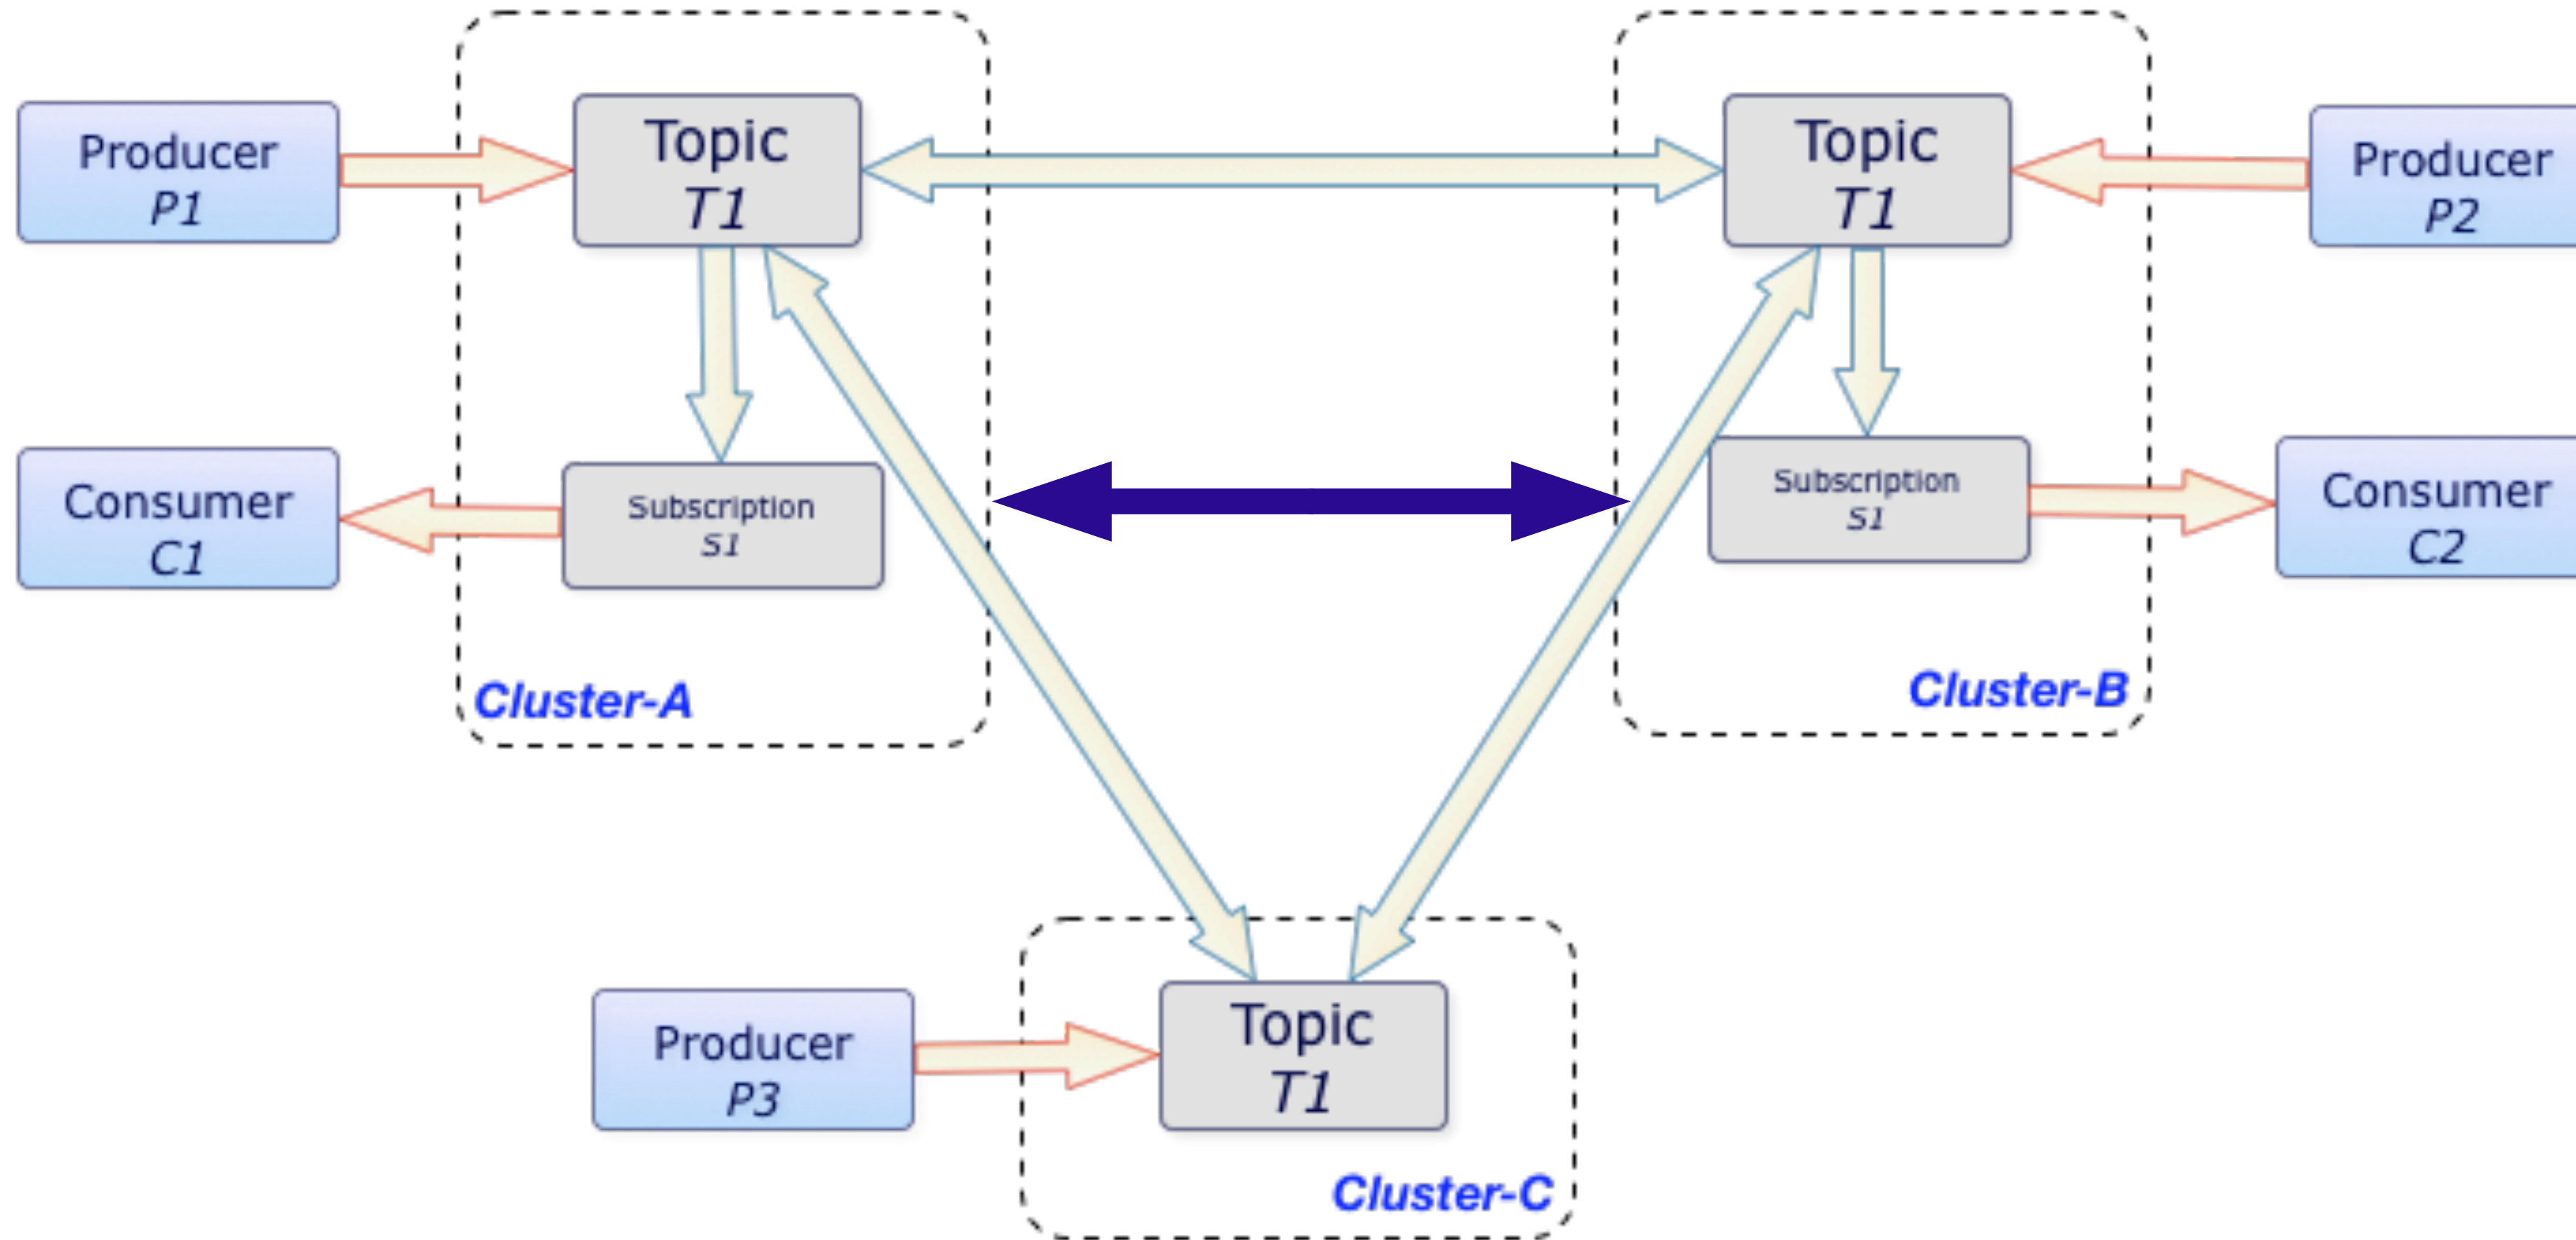 Producer
P1
Topic
T1
Topic
T1
Producer
P2
Consumer
C1
Subscription
S1
Subscription
S1
Consumer
C2
Cluster-A
Cluster-B
Producer
P3
Topic
T1
Cluster-C